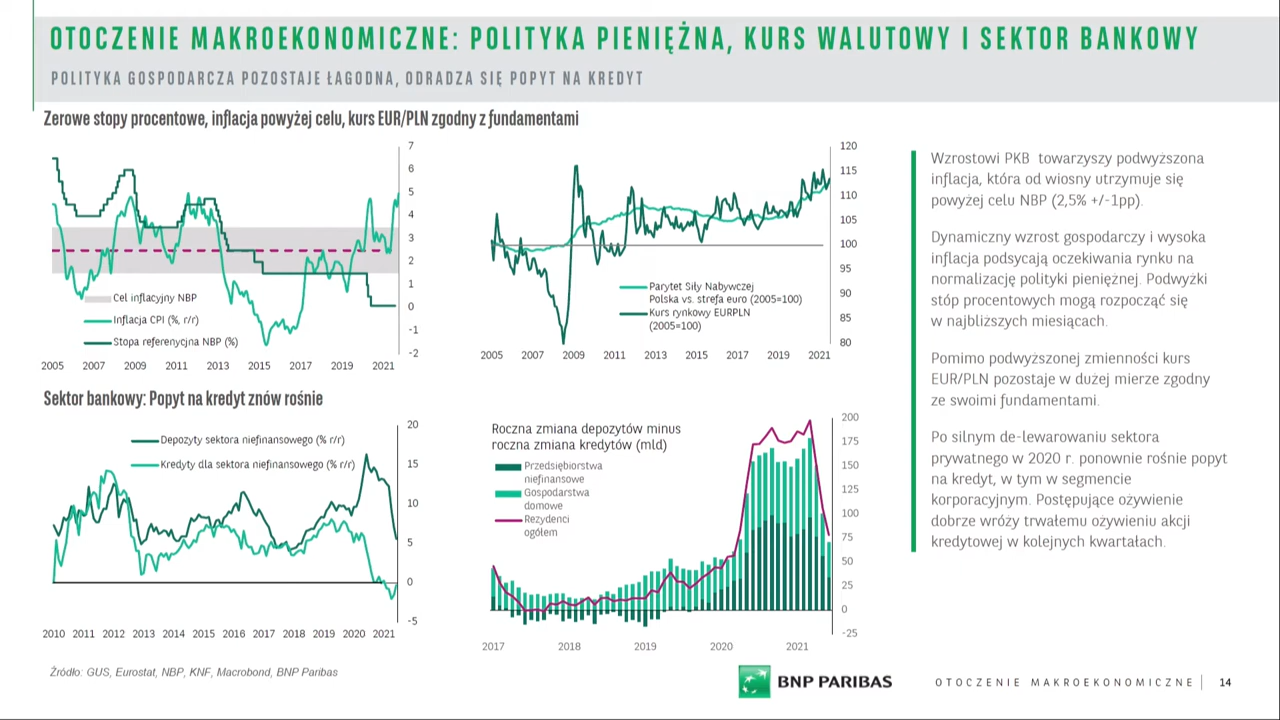 OTOCZENIE MAKROEKONOMICZNE: POLITYKA PIENIĘŻNA, KURS WALUTOWY I SEKTOR BANKOWY
POLITYKA GOSPODARCZA POZOSTAJE ŁAGODNA, ODRADZA SIĘ POPYT NA KREDYT
Zerowe stopy procentowe, inflacja powyżej celu, kurs EUR/PLN zgodny z fundamentami
7
6
5
4
3
2
1
0
-1
-2
Cel inflacyjny NBP
Inflacja CPI (%, r/r)
Stopa referencyjna NBP (%)
2005 2007 2009 2011 2013 2015 2017 2019 2021
120
115
110
105
100
95
90
85
80
Parytet Siły Nabywczej
Polska vs. strefa euro (2005=100)
Kurs rynkowy EURPLN
(2005=100)
2005 2007 2009 2011 2013 2015 2017 2019 2021
Sektor bankowy: Popyt na kredyt znów rośnie
Depozyty sektora niefinansowego (% r/r)
Kredyty dla sektora niefinansowego (% r/r)
20
15
10
5
0
-5
2010 2011 2012 2013 2014 2015 2016 2017 2018 2019 2020 2021
Roczna zmiana depozytów minus
roczna zmiana kredytów (mld)
Przedsiębiorstwa
niefinansowe
Gospodarstwa
domowe
Rezydenci
ogółem
200
175
150
125
100
75
50
25
0
-25
2017 2018 2019 2020 2021
Wzrostowi PKB towarzyszy podwyższona
inflacja, która od wiosny utrzymuje się
powyżej celu NBP (2,5% +/-1pp).
Dynamiczny wzrost gospodarczy i wysoka
inflacja podsycają oczekiwania rynku na
normalizację polityki pieniężnej. Podwyżki
stóp procentowych mogą rozpocząć się
w najbliższych miesiącach.
Pomimo podwyższonej zmienności kurs
EUR/PLN pozostaje w dużej mierze zgodny
ze swoimi fundamentami.
Po silnym de-lewarowaniu sektora
prywatnego w 2020 r. ponownie rośnie popyt
na kredyt, w tym w segmencie
korporacyjnym. Postępujące ożywienie
dobrze wróży trwałemu ożywieniu akcji
kredytowej w kolejnych kwartałach.
Źródło: GUS, Eurostat, NBP, KNF, Macrobond, BNP Paribas
BNP PARIBAS
OTOCZENIE MAKROEKONOMICZNE
14